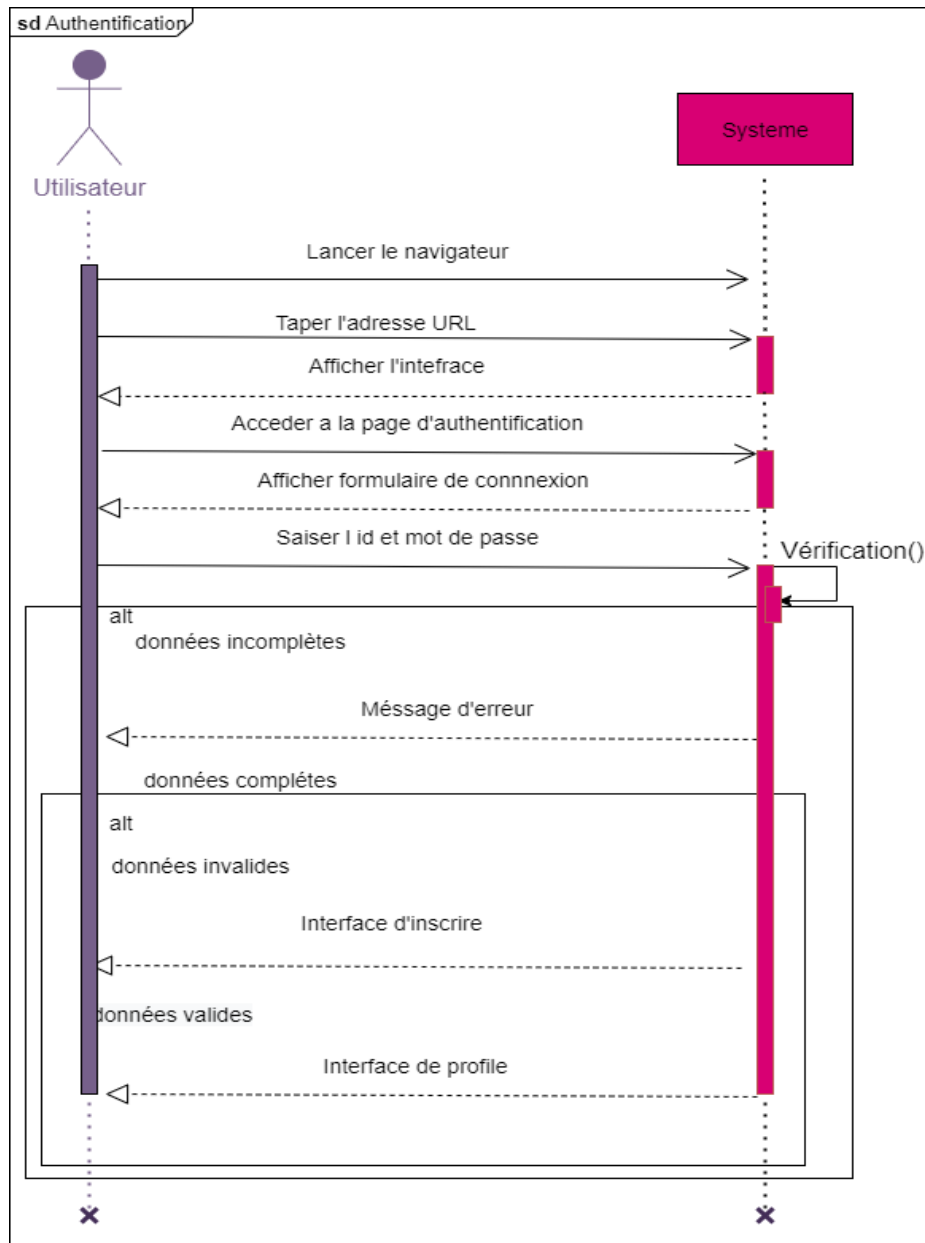 sd Authentification
Systeme
Utilisateur
Lancer le navigateur
Taper l'adresse URL
Afficher l'intefrace
Acceder a la page d'authentification
Afficher formulaire de connnexion
Saiser l id et mot de passe
Vérification()
alt
données incomplètes
Méssage d'erreur
données complétes
alt
données invalides
Interface d'inscrire
données valides
Interface de profile